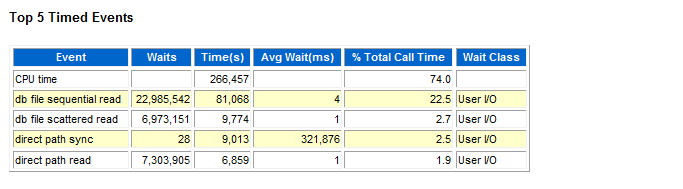 Top 5 Timed Events
Event Waits Time(s) Avg Wait(ms) % Total Call Time Wait Class
CPU time 266,457 74.0
db file sequential read 22,985,542 81,068 4 22.5 User I/O
db file scattered read 6,973,151 9,774 1 2.7 User I/O
direct path sync 28 9,013 321,876 2.5 User I/O
direct path read 7,303,905 6,859 1 1.9 User I/O